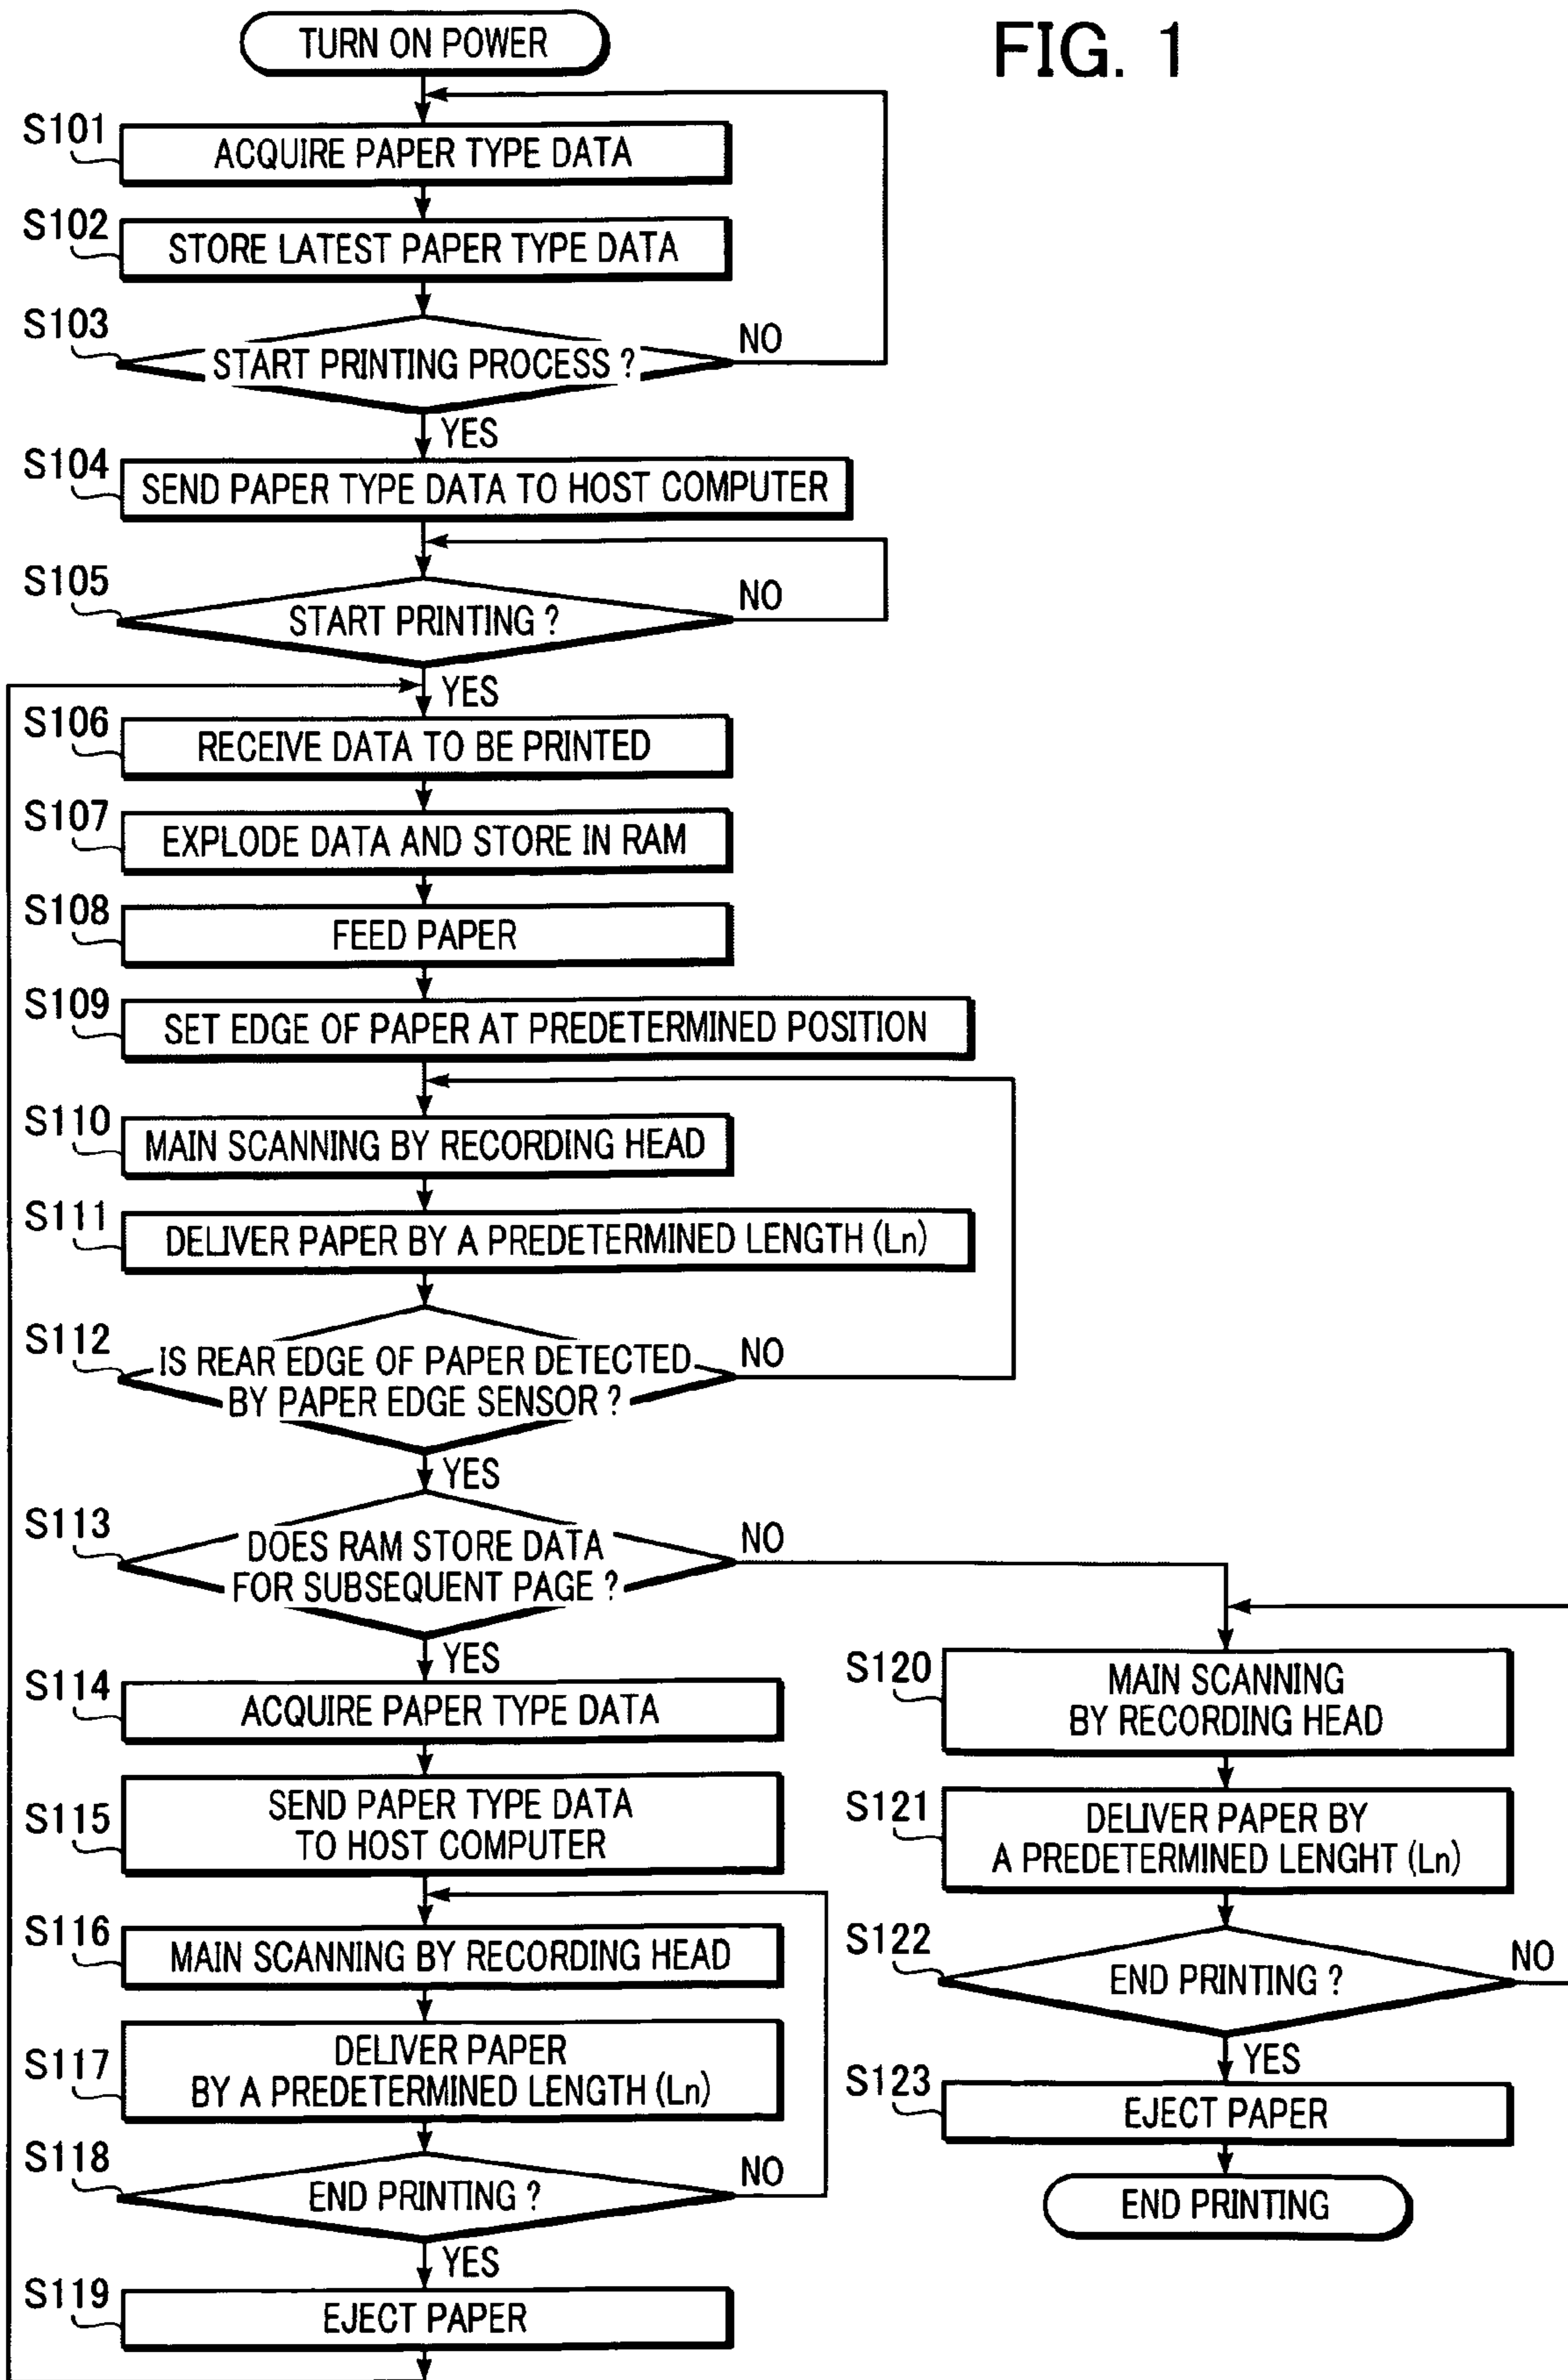 FIG. 1
TURN ON POWER
S101
ACQUIRE PAPER TYPE DATA
S102
STORE LATEST PAPER TYPE DATA
S103
START PRINTING PROCESS ?
NO
YES
S104
SEND PAPER TYPE DATA TO HOST COMPUTER
S105
START PRINTING ?
NO
YES
S106
RECEIVE DATA TO BE PRINTED
S107
EXPLODE DATA AND STORE IN RAM
S108
FEED PAPER
S109
SET EDGE OF PAPER AT PREDETERMINED POSITION
S110
MAIN SCANNING BY RECORDING HEAD
S111
DELIVER PAPER BY A PREDETERMINED LENGTH (Ln)
S112
IS REAR EDGE OF PAPER DETECTED
BY PAPER EDGE SENSOR ?
NO
YES
S113
DOES RAM STORE DATA
FOR SUBSEQUENT PAGE ?
NO
YES
S114
ACQUIRE PAPER TYPE DATA
S115
SEND PAPER TYPE DATA
TO HOST COMPUTER
S116
MAIN SCANNING BY RECORDING HEAD
S117
DELIVER PAPER
BY A PREDETERMINED LENGTH (Ln)
S118
END PRINTING ?
NO
YES
S119
EJECT PAPER
S120
MAIN SCANNING
BY RECORDING HEAD
S121
DELIVER PAPER BY
A PREDETERMINED LENGHT (Ln)
S122
END PRINTING ?
NO
YES
S123
EJECT PAPER
END PRINTING